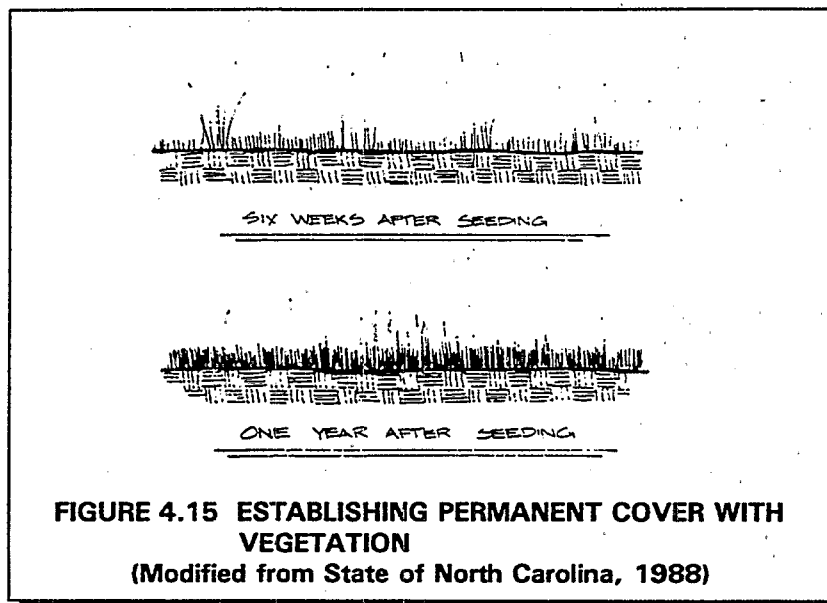 SIX WEEKS AFTER SEEDING
ONE YEAR AFTER SEEDING
FIGURE 4.15 ESTABLISHING PERMANENT COVER WITH
VEGETATION
(Modified from State of North Carolina, 1988)